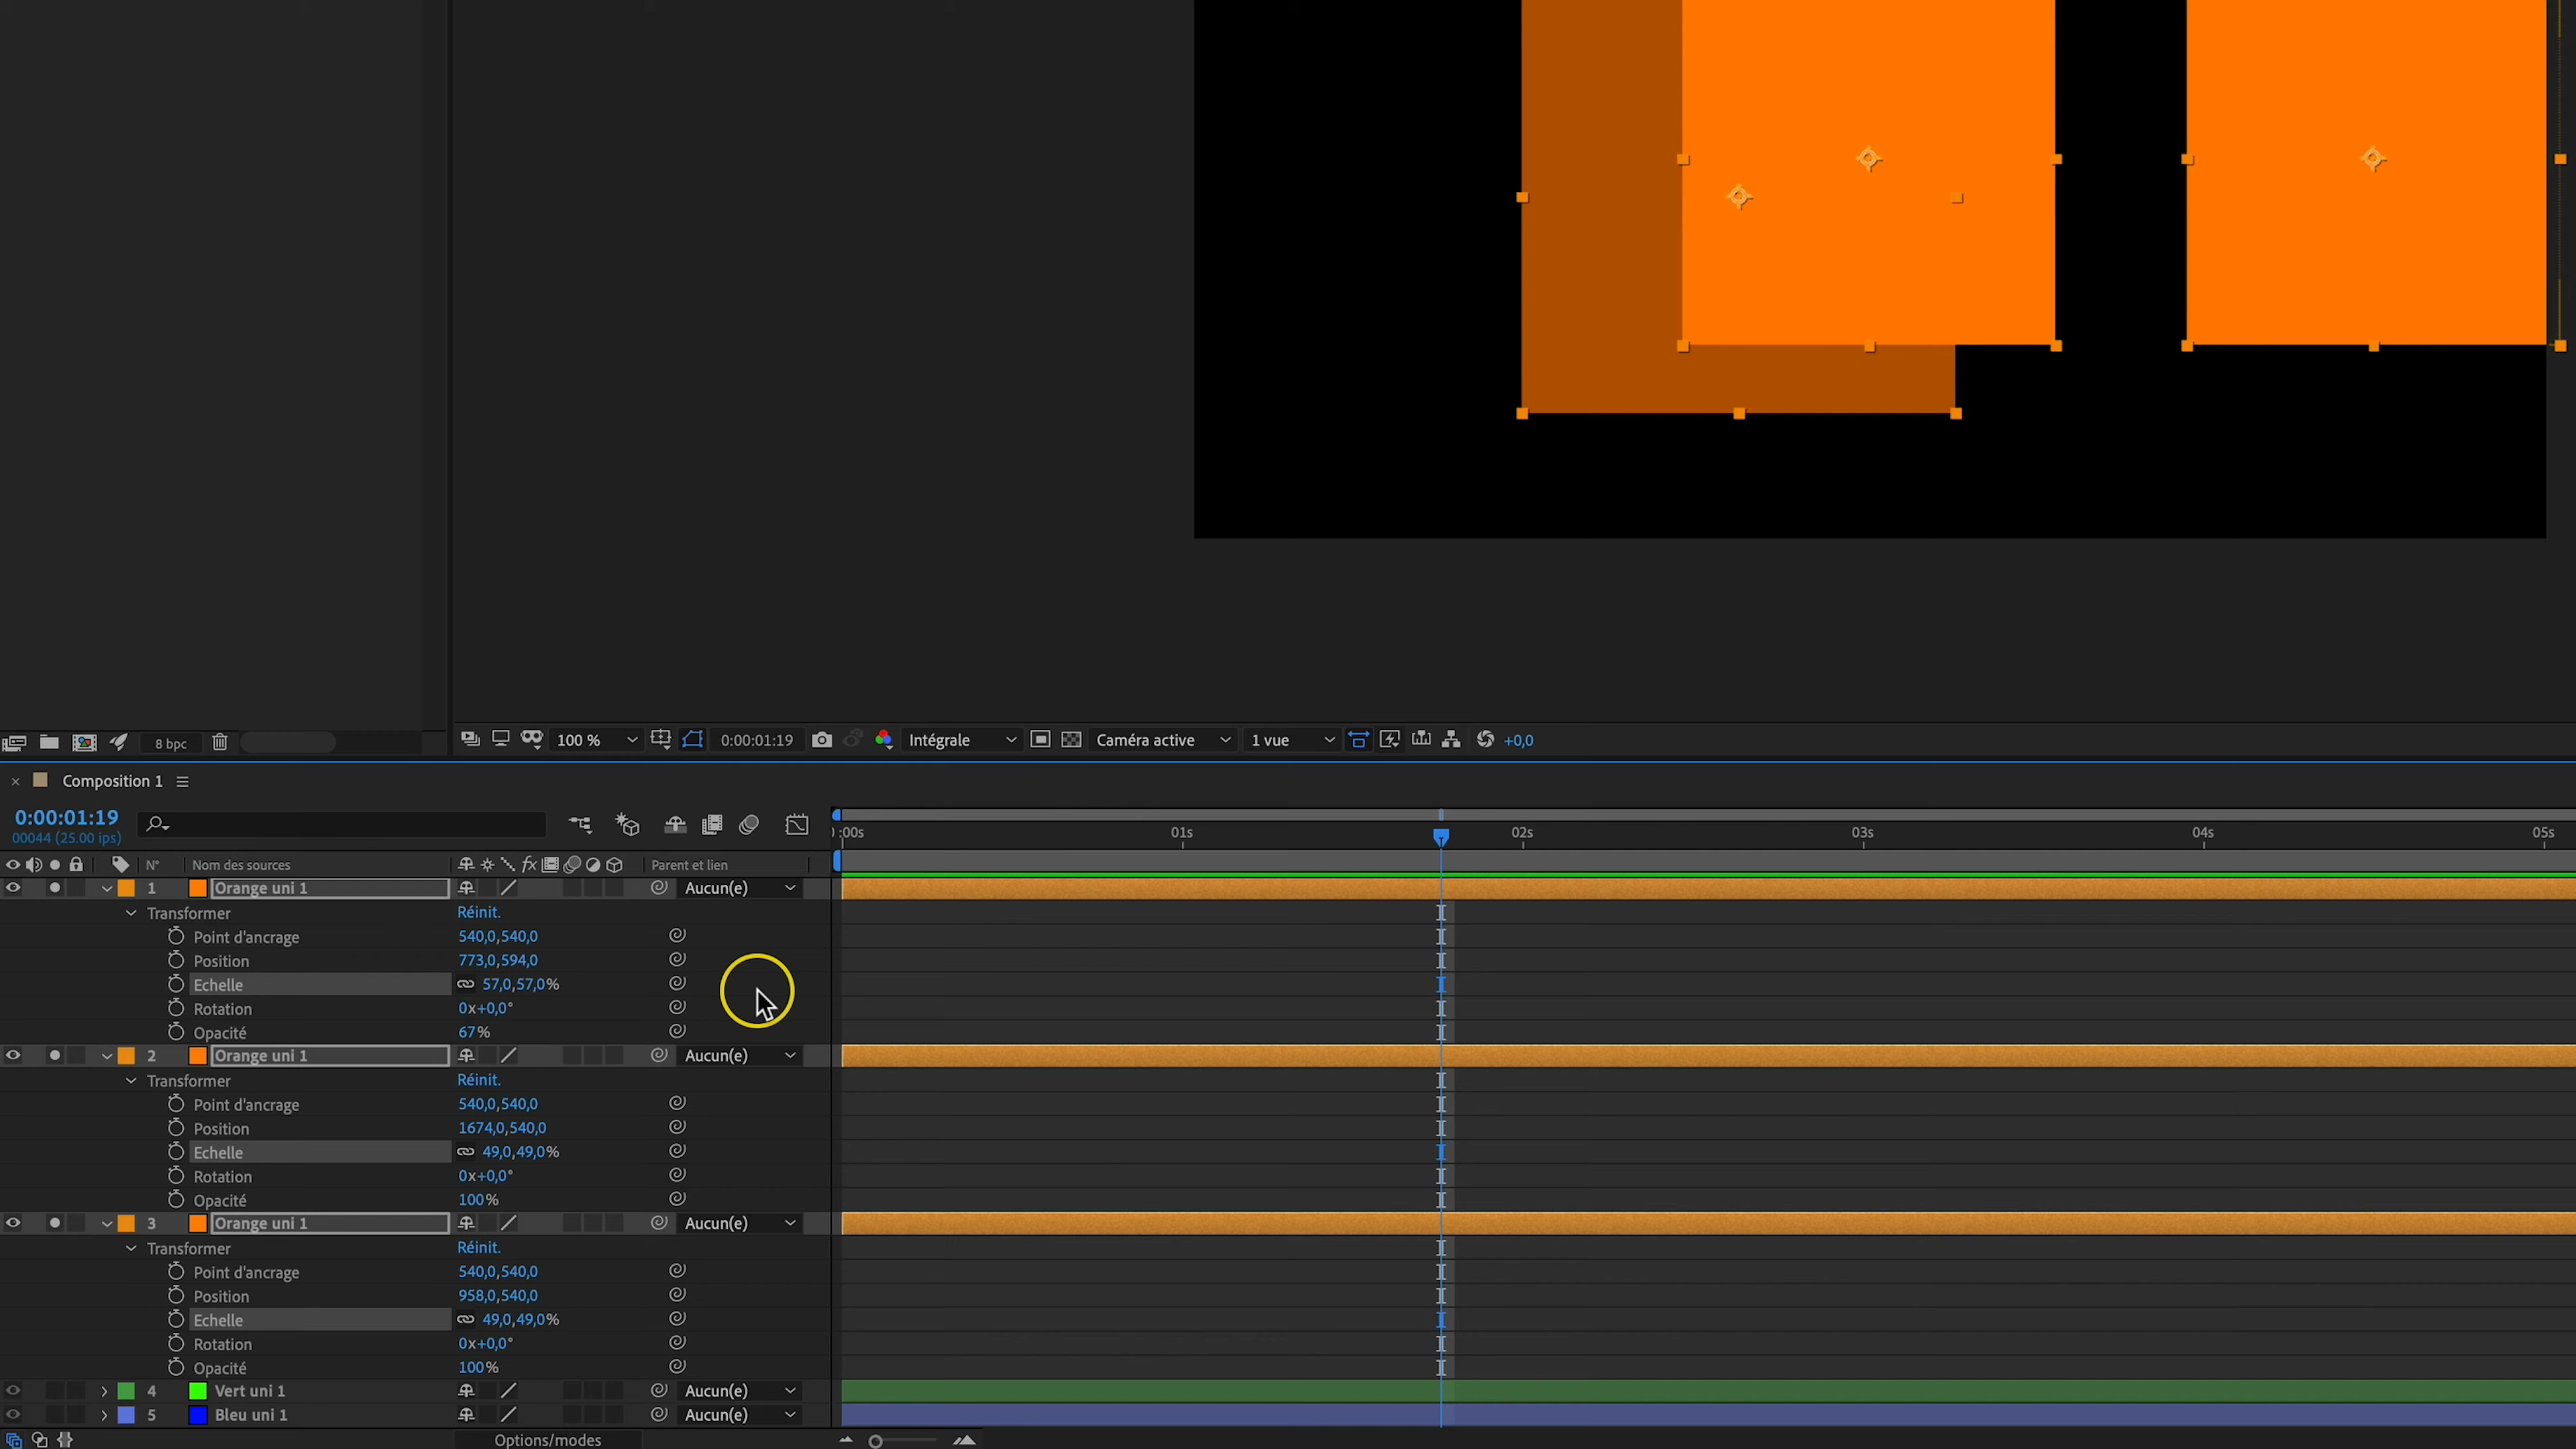 8 bpc
100 %
0:00:01:19
Intégrale
Caméra active
1 vue
+0,0
Composition 1
0:00:01:19
00044 (25.00 ips)
:00s 01s 02s 03s 04s 05s
N° Nom des sources fx Parent et lien
1 Orange uni 1 Aucun(e)
Transformer Réinit.
Point d'ancrage 540,0,540,0
Position 773,0,594,0
Echelle 57,0,57,0%
Rotation 0x+0,0°
Opacité 67%
2 Orange uni 1 Aucun(e)
Transformer Réinit.
Point d'ancrage 540,0,540,0
Position 1674,0,540,0
Echelle 49,0,49,0%
Rotation 0x+0,0°
Opacité 100%
3 Orange uni 1 Aucun(e)
Transformer Réinit.
Point d'ancrage 540,0,540,0
Position 958,0,540,0
Echelle 49,0,49,0%
Rotation 0x+0,0°
Opacité 100%
4 Vert uni 1 Aucun(e)
5 Bleu uni 1 Aucun(e)
Options/modes